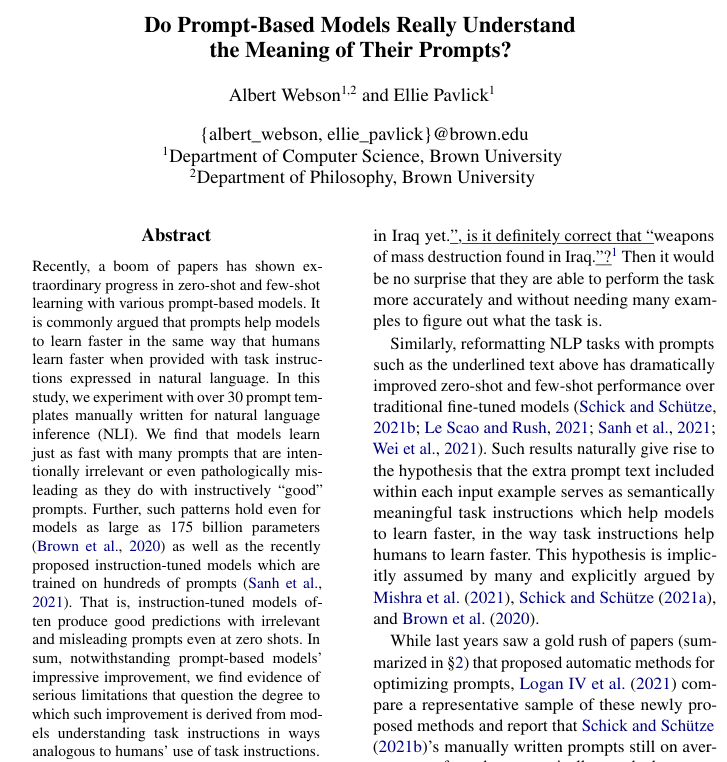 Do Prompt-Based Models Really Understand
the Meaning of Their Prompts?
Albert Webson1,2 and Ellie Pavlick1
{albert_webson, ellie_pavlick}@brown.edu
1Department of Computer Science, Brown University
2Department of Philosophy, Brown University
Abstract
Recently, a boom of papers has shown ex-
traordinary progress in zero-shot and few-shot
learning with various prompt-based models. It
is commonly argued that prompts help models
to learn faster in the same way that humans
learn faster when provided with task instruc-
tions expressed in natural language. In this
study, we experiment with over 30 prompt tem-
plates manually written for natural language
inference (NLI). We find that models learn
just as fast with many prompts that are inten-
tionally irrelevant or even pathologically mis-
leading as they do with instructively “good”
prompts. Further, such patterns hold even for
models as large as 175 billion parameters
(Brown et al., 2020) as well as the recently
proposed instruction-tuned models which are
trained on hundreds of prompts (Sanh et al.,
2021). That is, instruction-tuned models of-
ten produce good predictions with irrelevant
and misleading prompts even at zero shots. In
sum, notwithstanding prompt-based models’
impressive improvement, we find evidence of
serious limitations that question the degree to
which such improvement is derived from mod-
els understanding task instructions in ways
analogous to humans’ use of task instructions.
in Iraq yet.”, is it definitely correct that “weapons
of mass destruction found in Iraq.”?1 Then it would
be no surprise that they are able to perform the task
more accurately and without needing many exam-
ples to figure out what the task is.
Similarly, reformatting NLP tasks with prompts
such as the underlined text above has dramatically
improved zero-shot and few-shot performance over
traditional fine-tuned models (Schick and Schütze,
2021b; Le Scao and Rush, 2021; Sanh et al., 2021;
Wei et al., 2021). Such results naturally give rise to
the hypothesis that the extra prompt text included
within each input example serves as semantically
meaningful task instructions which help models
to learn faster, in the way task instructions help
humans to learn faster. This hypothesis is implic-
itly assumed by many and explicitly argued by
Mishra et al. (2021), Schick and Schütze (2021a),
and Brown et al. (2020).
While last years saw a gold rush of papers (sum-
marized in §2) that proposed automatic methods for
optimizing prompts, Logan IV et al. (2021) com-
pare a representative sample of these newly pro-
posed methods and report that Schick and Schütze
(2021b)’s manually written prompts still on aver-